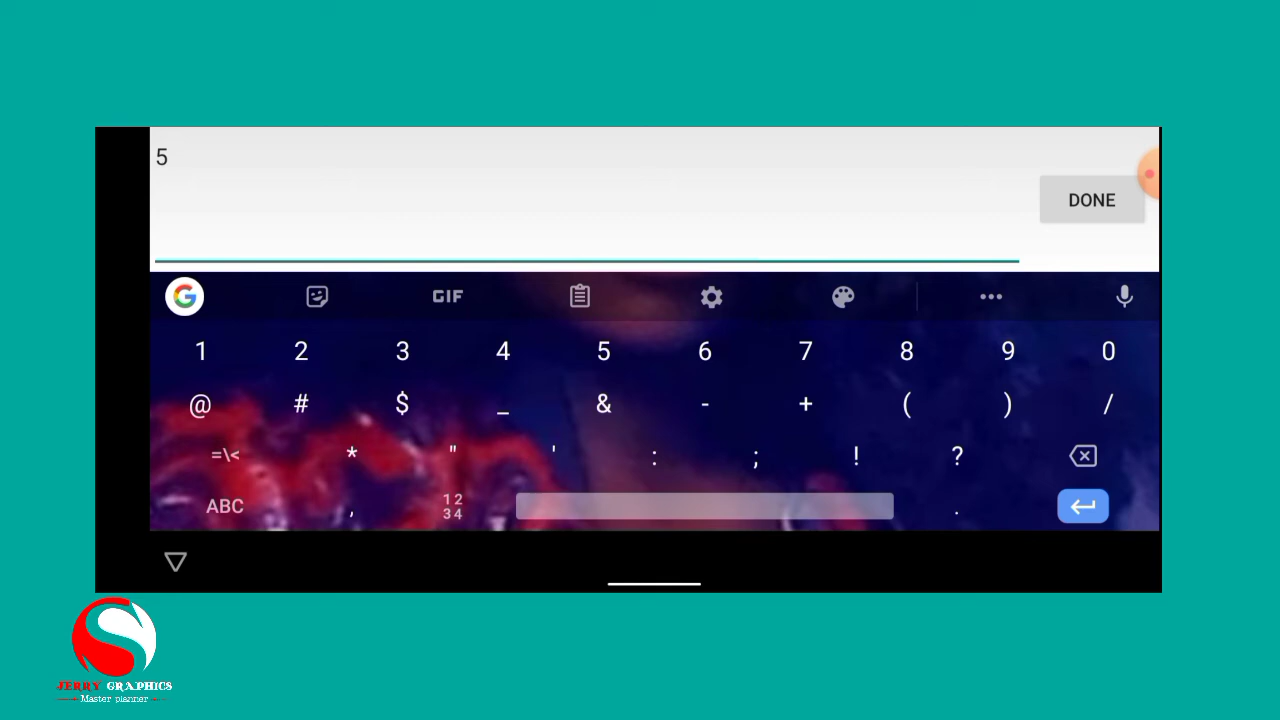 5
DONE
GIF
1 2 3 4 5 6 7 8 9 0
@ # $ _ & - + ( ) /
=\< * " ' : ; ! ?
ABC , 12 34 .
JERRY GRAPHICS
Master planner